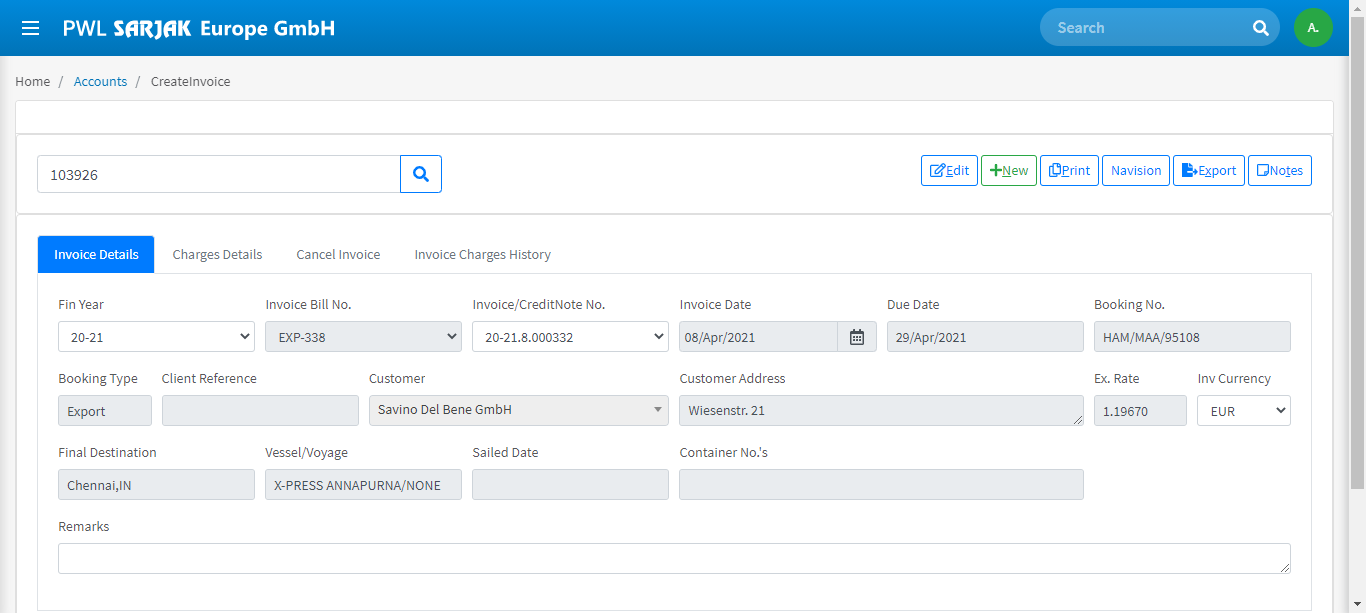 PWL SARJAK Europe GmbH
Search
A.
Home / Accounts / CreateInvoice
103926
Edit New Print Navision Export Notes
Invoice Details Charges Details Cancel Invoice Invoice Charges History
Fin Year Invoice Bill No. Invoice/CreditNote No. Invoice Date Due Date Booking No.
20-21 EXP-338 20-21.8.000332 08/Apr/2021 29/Apr/2021 HAM/MAA/95108
Booking Type Client Reference Customer Customer Address Ex. Rate Inv Currency
Export Savino Del Bene GmbH Wiesenstr. 21 1.19670 EUR
Final Destination Vessel/Voyage Sailed Date Container No.'s
Chennai,IN X-PRESS ANNAPURNA/NONE
Remarks